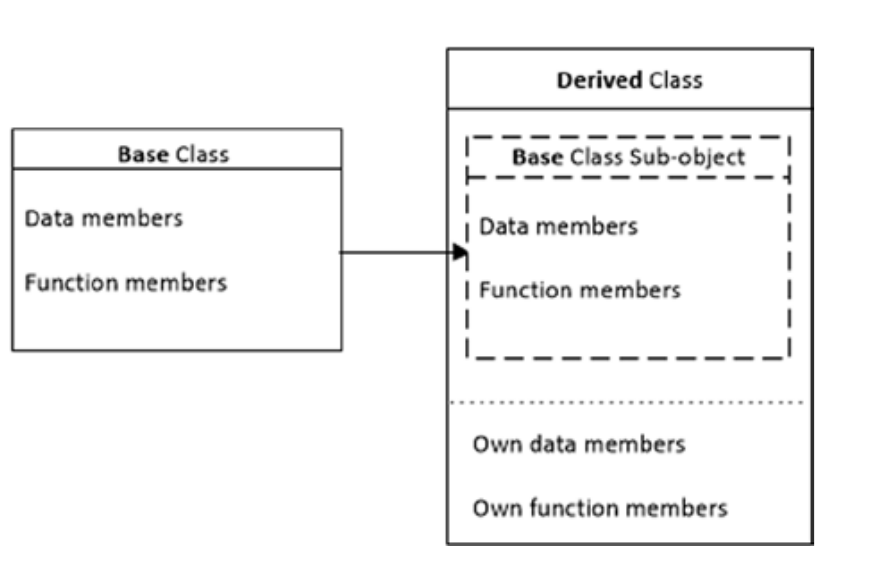 Base Class
Data members
Function members
Derived Class
Base Class Sub-object
Data members
Function members
Own data members
Own function members